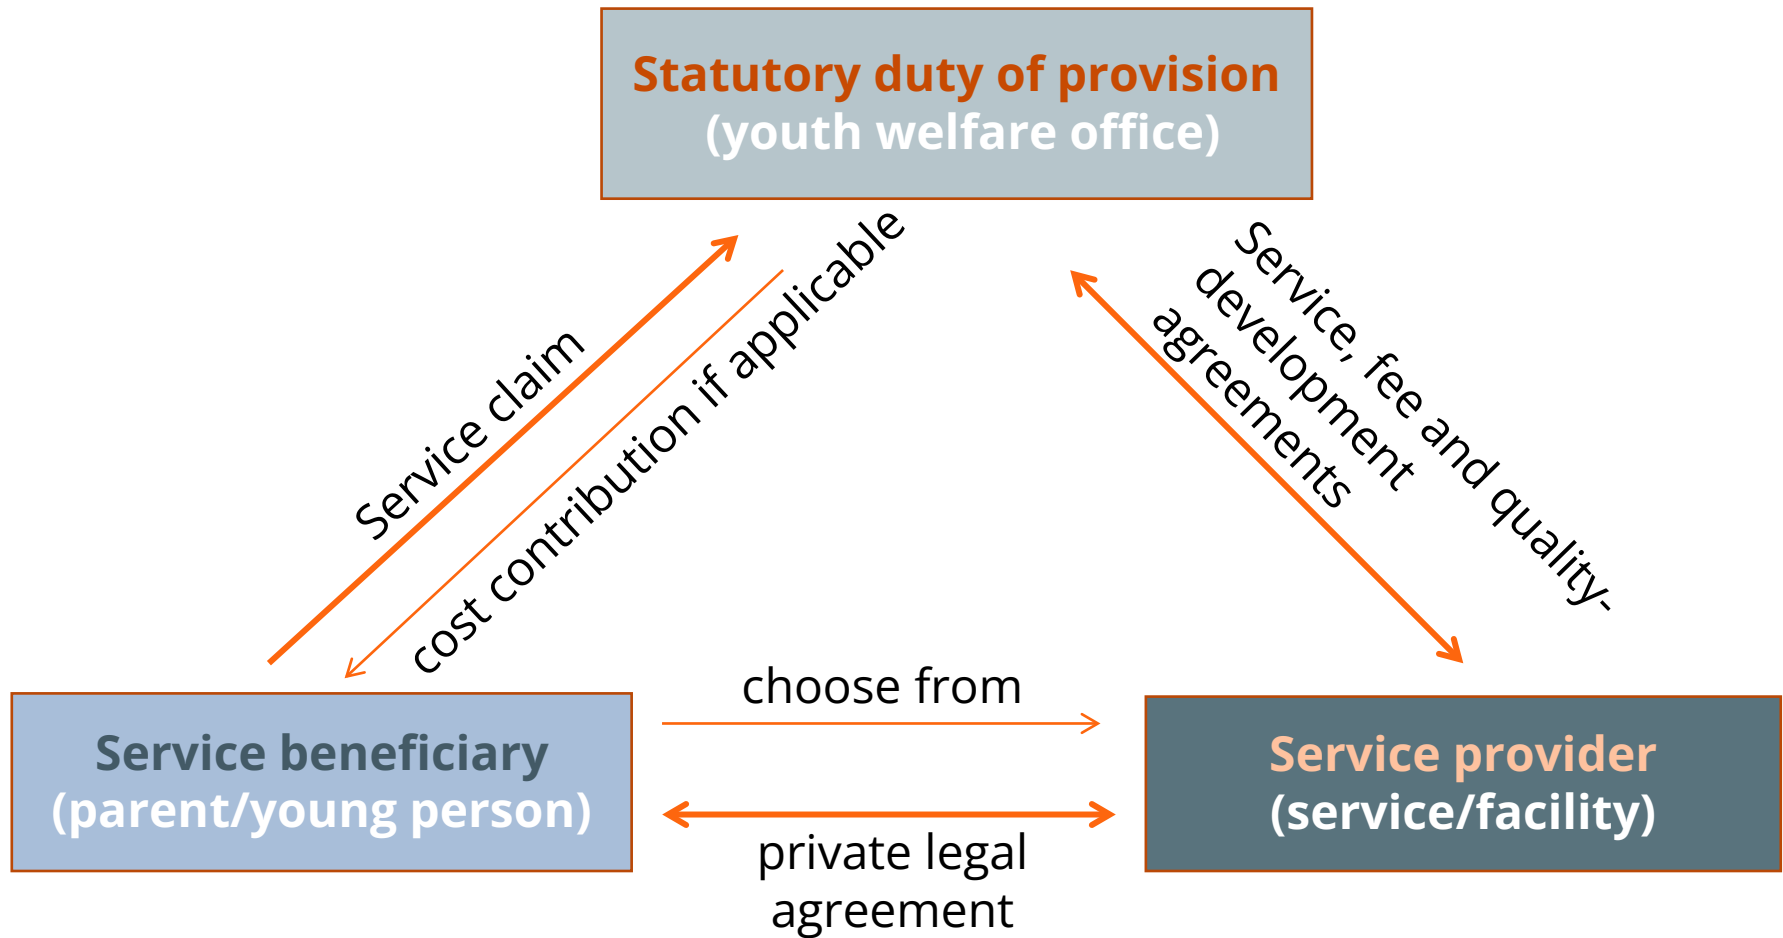 Statutory duty of provision
(youth welfare office)
Service claim
cost contribution if applicable
Service, fee and quality-
development
agreements
choose from
private legal
agreement
Service beneficiary
(parent/young person)
Service provider
(service/facility)